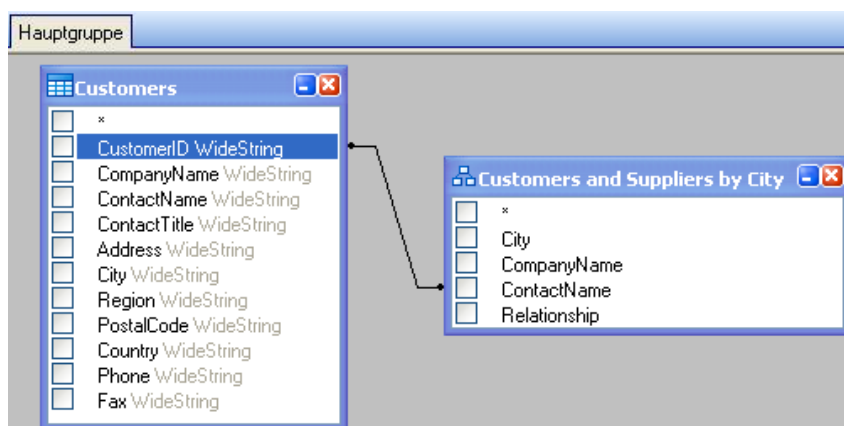 Hauptgruppe
Customers
*
CustomerID WideString
CompanyName WideString
ContactName WideString
ContactTitle WideString
Address WideString
City WideString
Region WideString
PostalCode WideString
Country WideString
Phone WideString
Fax WideString
Customers and Suppliers by City
*
City
CompanyName
ContactName
Relationship